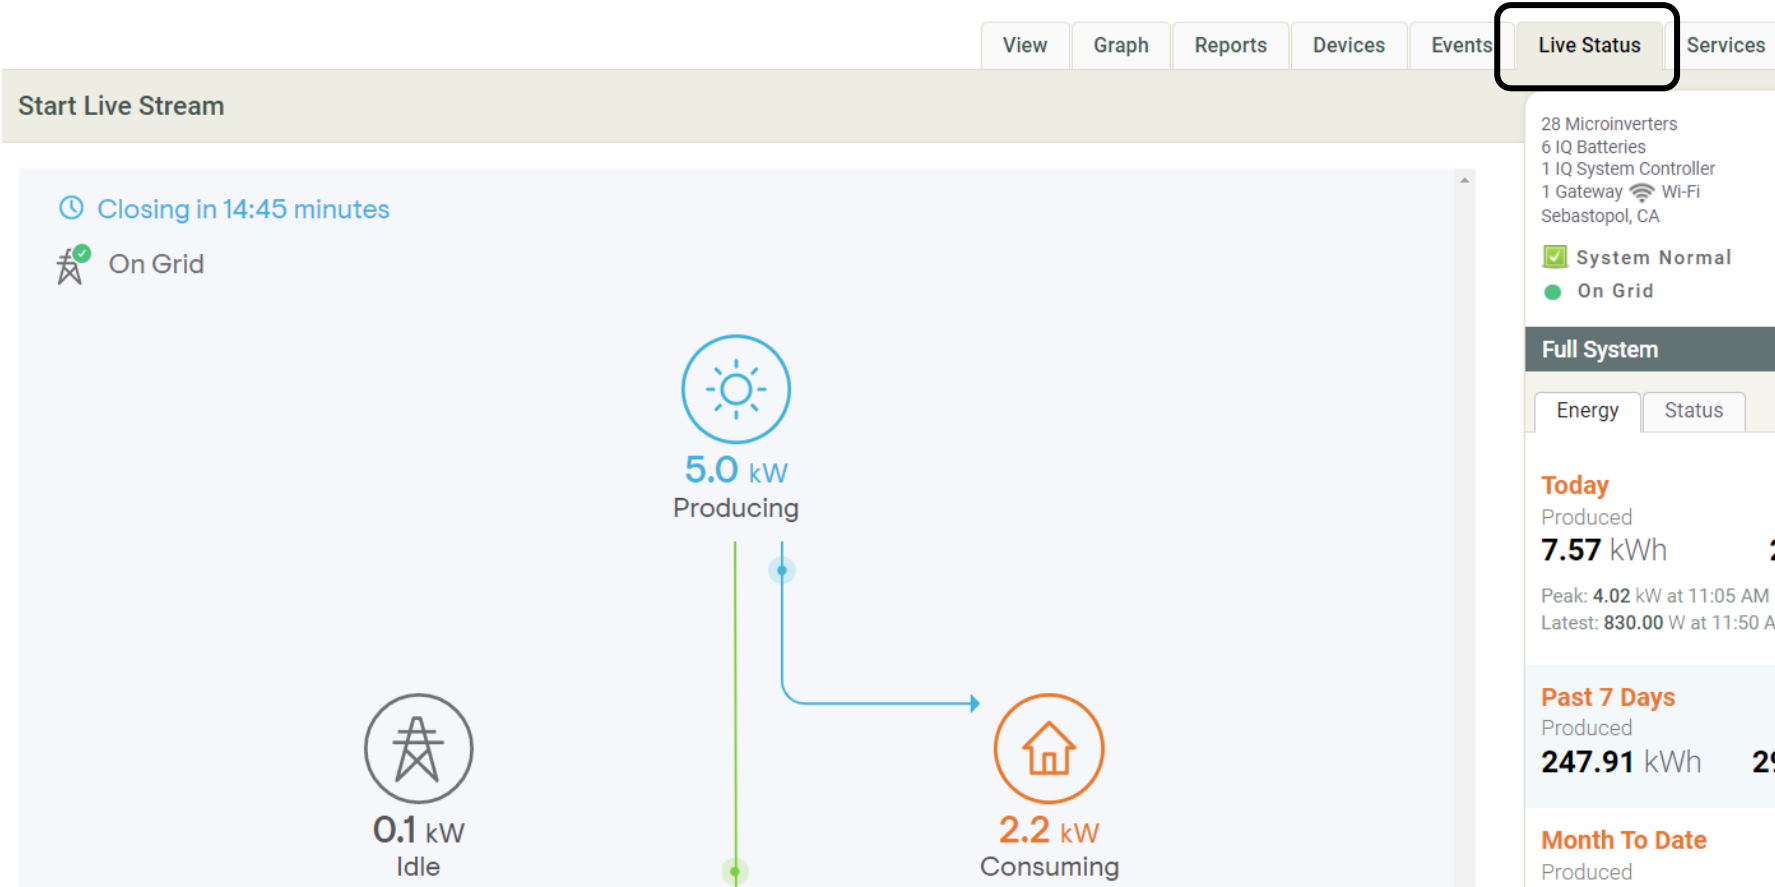 View Graph Reports Devices Events Live Status Services
Start Live Stream
Closing in 14:45 minutes
On Grid
5.0 kW
Producing
0.1 kW
Idle
2.2 kW
Consuming
28 Microinverters
6 IQ Batteries
1 IQ System Controller
1 Gateway Wi-Fi
Sebastopol, CA
System Normal
On Grid
Full System
Energy Status
Today
Produced
7.57 kWh
Peak: 4.02 kW at 11:05 AM
Latest: 830.00 W at 11:50 A
Past 7 Days
Produced
247.91 kWh
Month To Date
Produced